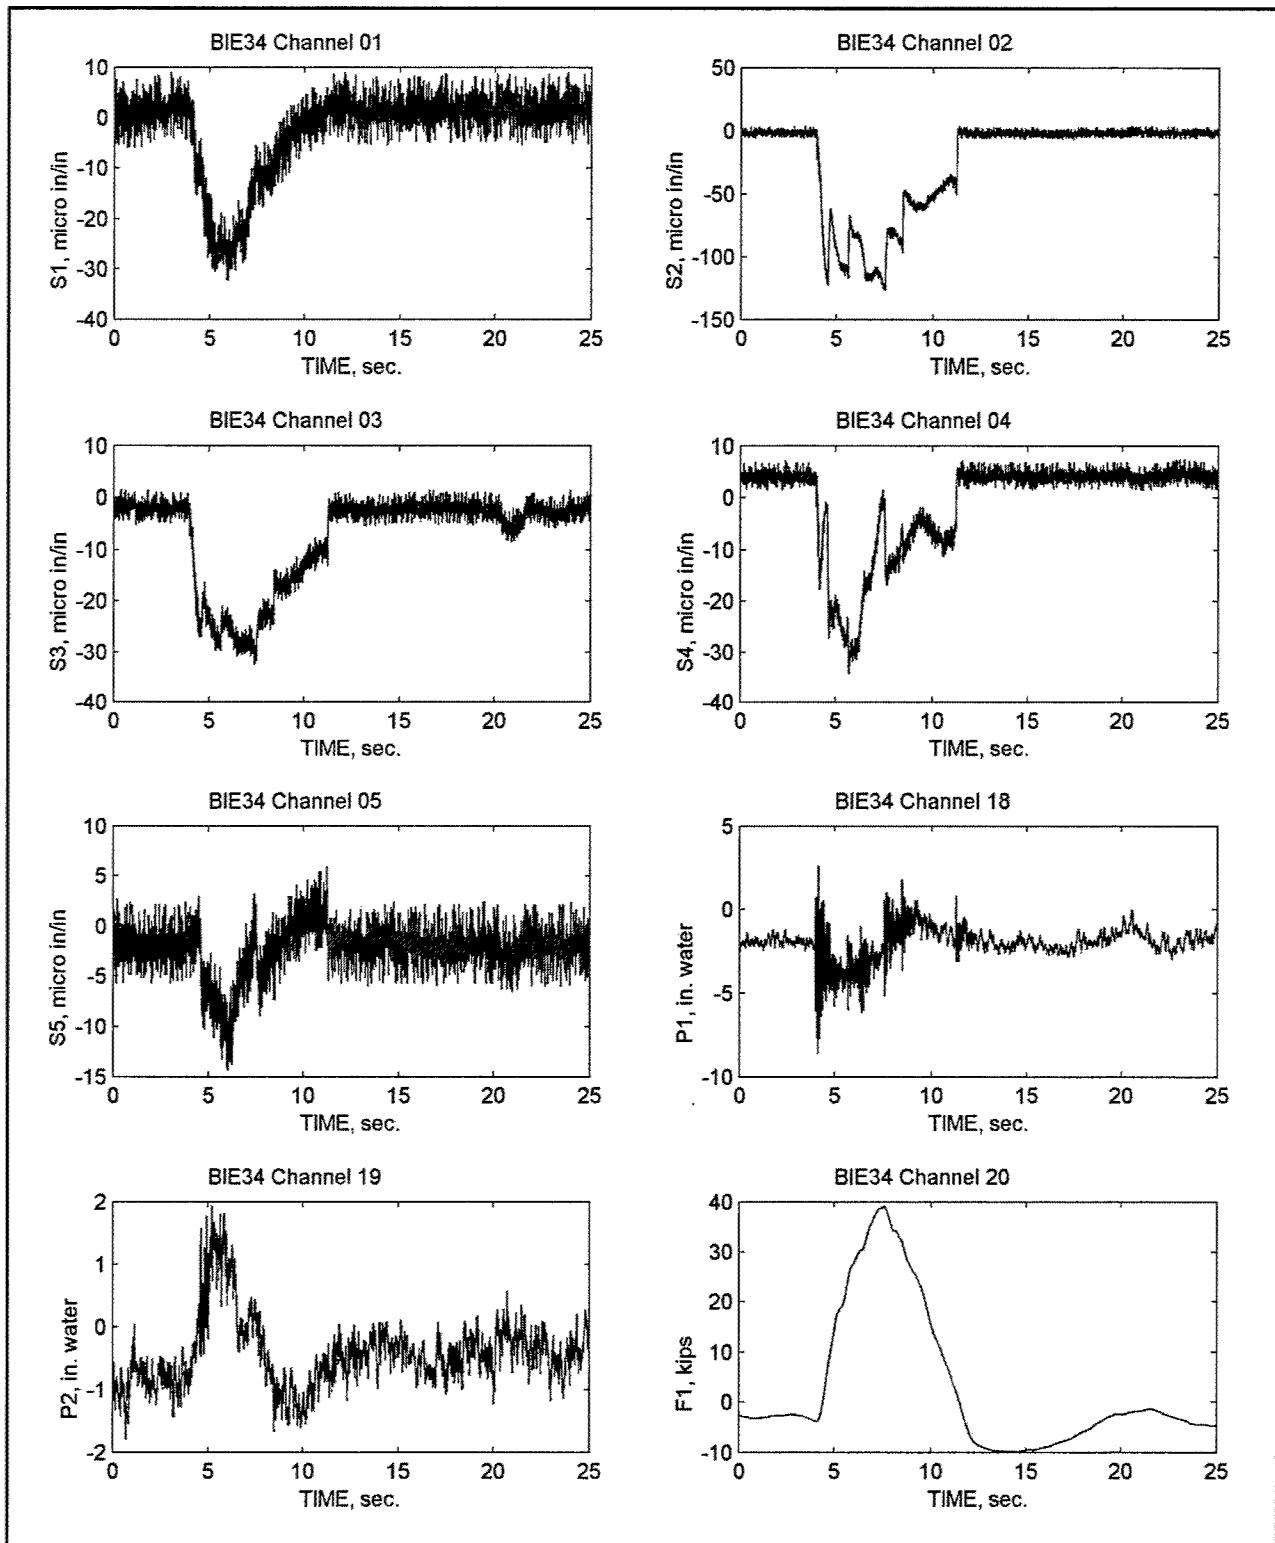 BIE34 Channel 01
10
0
-10
-20
-30
-40
S1, micro in/in
0 5 10 15 20 25
TIME, sec.
BIE34 Channel 02
50
0
-50
-100
-150
S2, micro in/in
0 5 10 15 20 25
TIME, sec.
BIE34 Channel 03
10
0
-10
-20
-30
-40
S3, micro in/in
0 5 10 15 20 25
TIME, sec.
BIE34 Channel 04
10
0
-10
-20
-30
-40
S4, micro in/in
0 5 10 15 20 25
TIME, sec.
BIE34 Channel 05
10
5
0
-5
-10
-15
S5, micro in/in
0 5 10 15 20 25
TIME, sec.
BIE34 Channel 18
5
0
-5
-10
P1, in. water
0 5 10 15 20 25
TIME, sec.
BIE34 Channel 19
2
1
0
-1
-2
P2, in. water
0 5 10 15 20 25
TIME, sec.
BIE34 Channel 20
40
30
20
10
0
-10
F1, kips
0 5 10 15 20 25
TIME, sec.